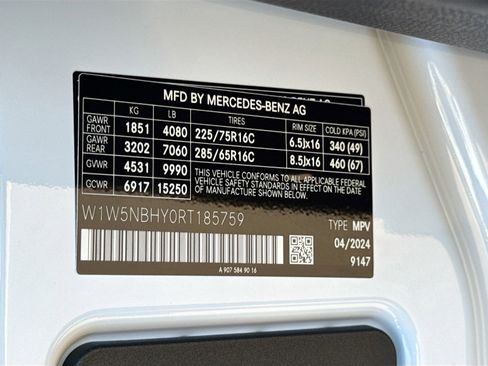 MFD BY MERCEDES-BENZ AG
KG LB TIRES RIM SIZE COLD KPA (PSI)
GAWR FRONT 1851 4080 225/75R16C 6.5Jx16 340 (49)
GAWR REAR 3202 7060 285/65R16C 8.5Jx16 460 (67)
GVWR 4531 9990 THIS VEHICLE CONFORMS TO ALL APPLICABLE FEDERAL MOTOR
GCWR 6917 15250 VEHICLE SAFETY STANDARDS IN EFFECT ON THE DATE OF MANUFACTURE SHOWN ABOVE.
W1W5NBHY0RT185759 TYPE MPV
04/2024
9147
A 907 584 90 16